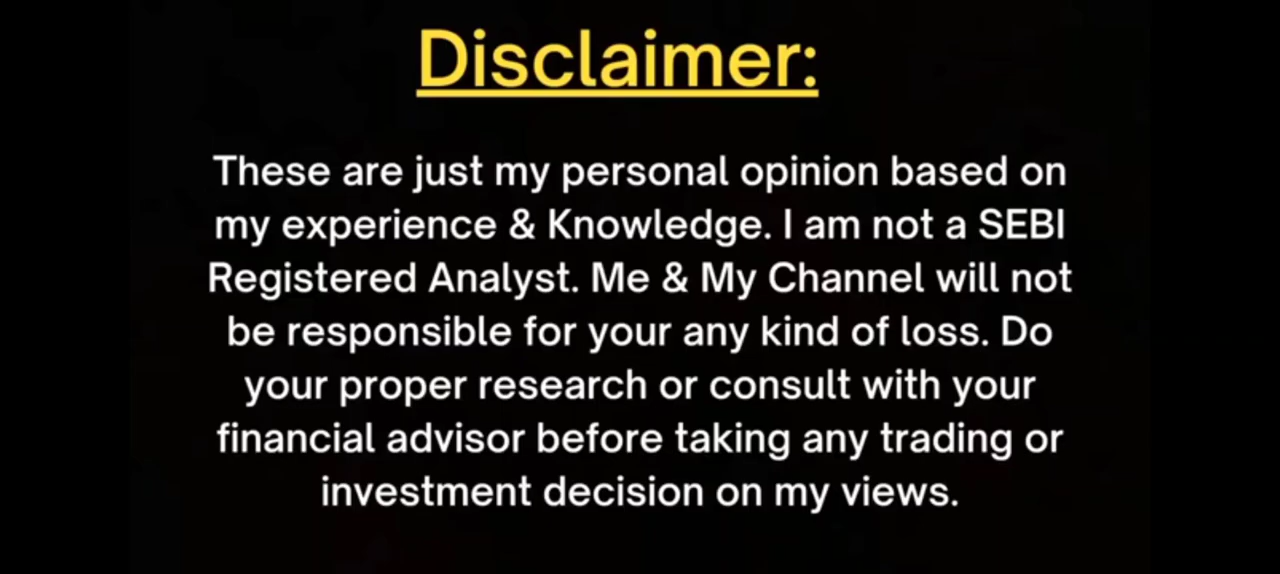 Disclaimer:
These are just my personal opinion based on
my experience & Knowledge. I am not a SEBI
Registered Analyst. Me & My Channel will not
be responsible for your any kind of loss. Do
your proper research or consult with your
financial advisor before taking any trading or
investment decision on my views.